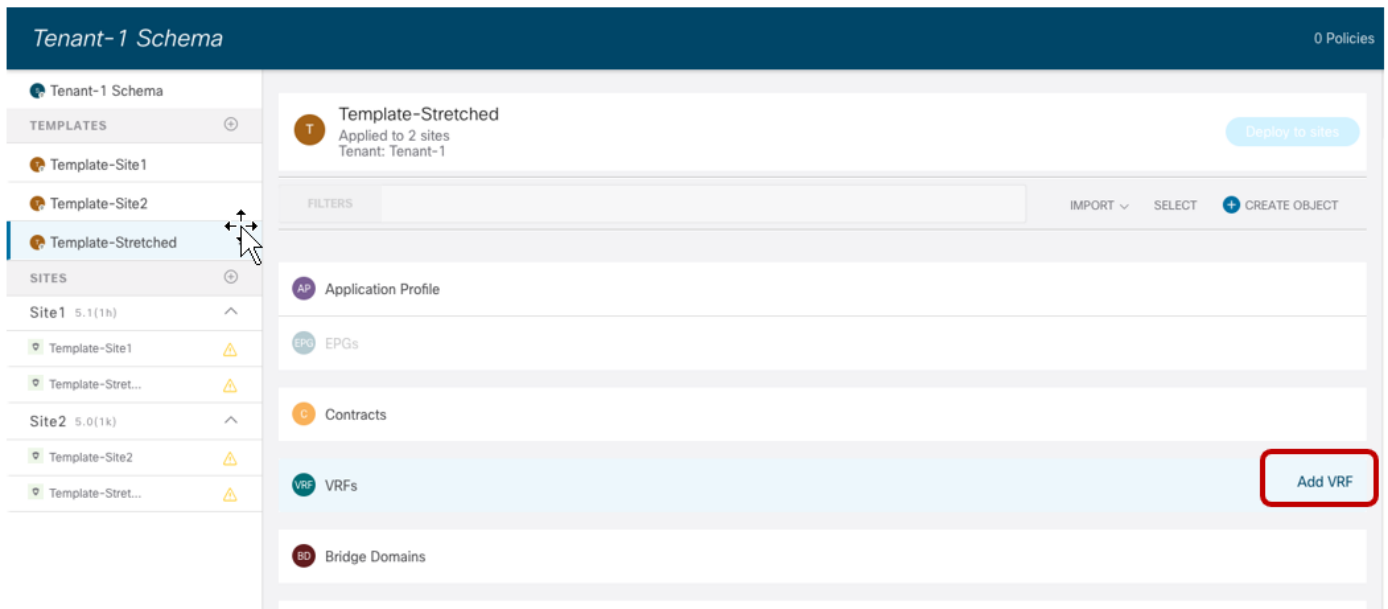 Tenant-1 Schema
0 Policies
Tenant-1 Schema
TEMPLATES
Template-Site1
Template-Site2
Template-Stretched
SITES
Site1 5.1(1h)
Template-Site1
Template-Stret...
Site2 5.0(1k)
Template-Site2
Template-Stret...
T
Template-Stretched
Applied to 2 sites
Tenant: Tenant-1
Deploy to sites
FILTERS
IMPORT
SELECT
CREATE OBJECT
AP Application Profile
EPG EPGs
C Contracts
VRF VRFs
Add VRF
BD Bridge Domains